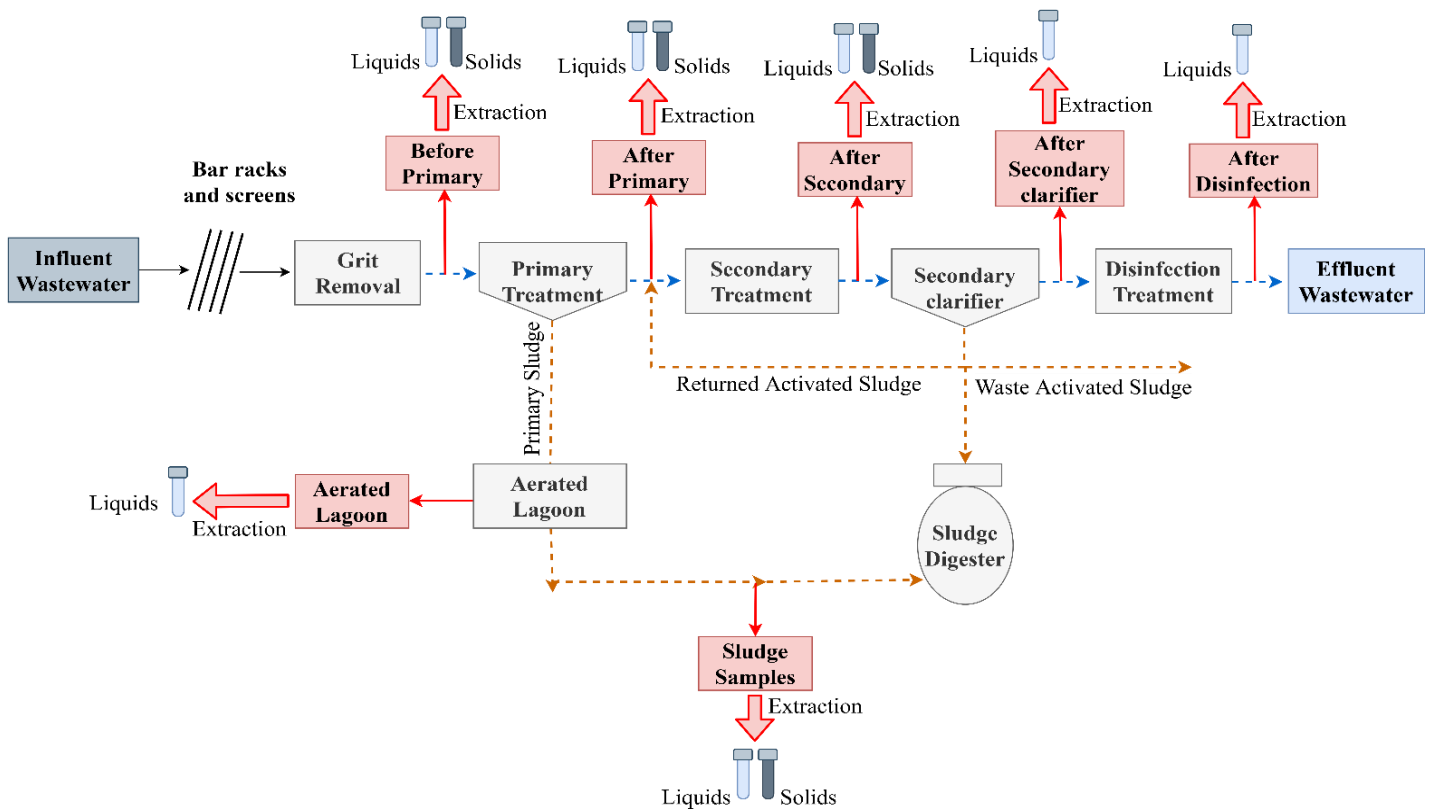 Liquids
Solids
Extraction
Before
Primary
Liquids
Solids
Extraction
After
Primary
Liquids
Solids
Extraction
After
Secondary
Liquids
Extraction
After
Secondary
clarifier
Liquids
Extraction
After
Disinfection
Bar racks
and screens
Influent
Wastewater
Grit
Removal
Primary
Treatment
Secondary
Treatment
Secondary
clarifier
Disinfection
Treatment
Effluent
Wastewater
Primary Sludge
Returned Activated Sludge
Waste Activated Sludge
Liquids
Extraction
Aerated
Lagoon
Aerated
Lagoon
Sludge
Digester
Sludge
Samples
Extraction
Liquids
Solids